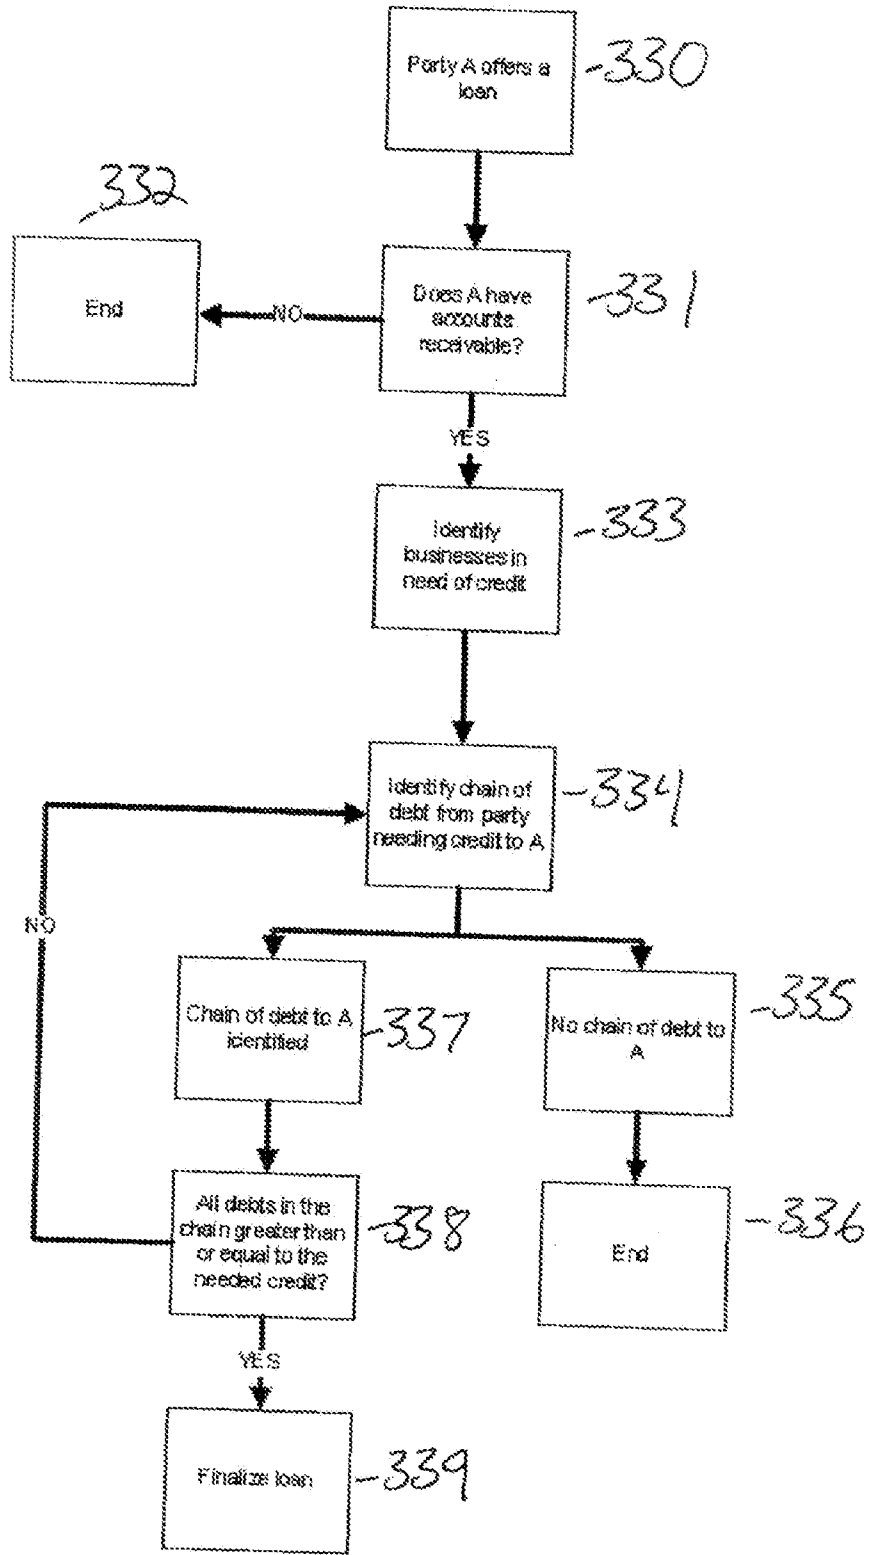 Party A offers a
loan
-330
332
End
NO
Does A have
accounts
receivable?
-331
YES
Identify
businesses in
need of credit
-333
Identify chain of
debt from party
needing credit to A
-334
NO
Chain of debt to A
identified
-337
No chain of debt to
A
-335
All debts in the
chain greater than
or equal to the
needed credit?
-338
End
-336
YES
Finalize loan
-339